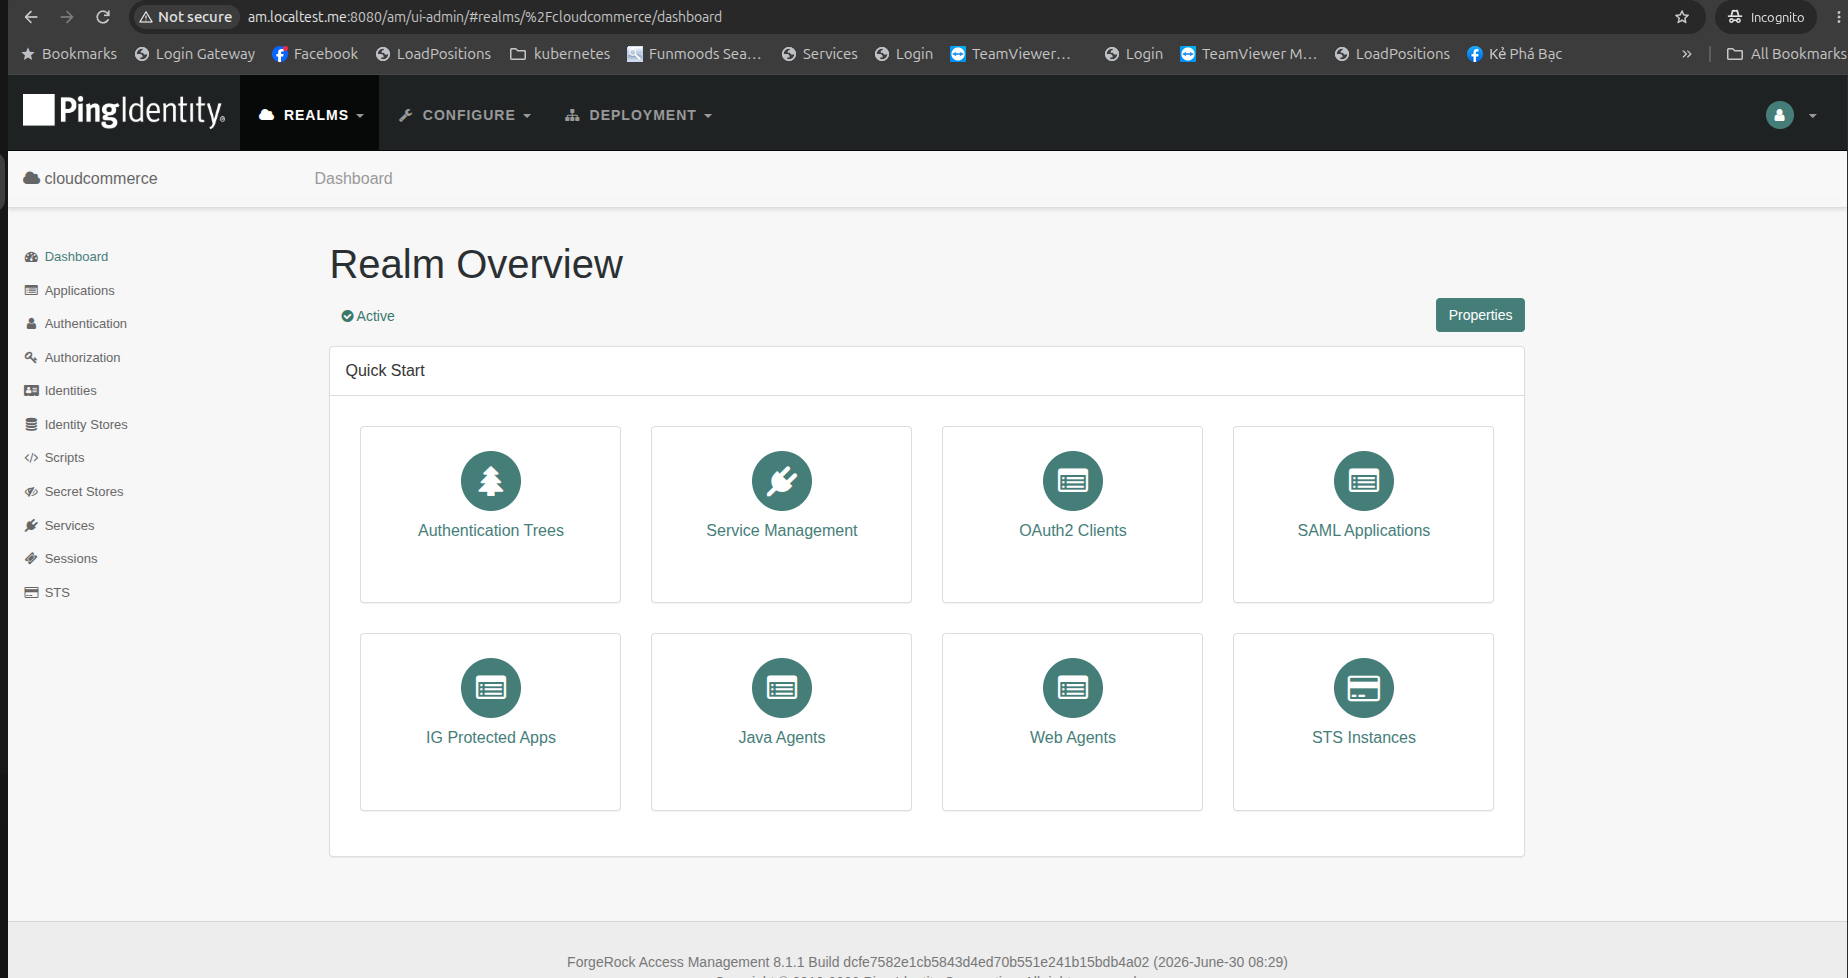 Not secure am.localtest.me:8080/am/ui-admin/#realms/%2Fcloudcommerce/dashboard Incognito
Bookmarks Login Gateway Facebook LoadPositions kubernetes Funmoods Sea... Services Login TeamViewer... Login TeamViewer M... LoadPositions Kẻ Phá Bạc » All Bookmarks
PingIdentity® REALMS CONFIGURE DEPLOYMENT
cloudcommerce Dashboard
Dashboard
Applications
Authentication
Authorization
Identities
Identity Stores
Scripts
Secret Stores
Services
Sessions
STS
Realm Overview
Active Properties
Quick Start
Authentication Trees Service Management OAuth2 Clients SAML Applications
IG Protected Apps Java Agents Web Agents STS Instances
ForgeRock Access Management 8.1.1 Build dcfe7582e1cb5843d4ed70b551e241b15bdb4a02 (2026-June-30 08:29)